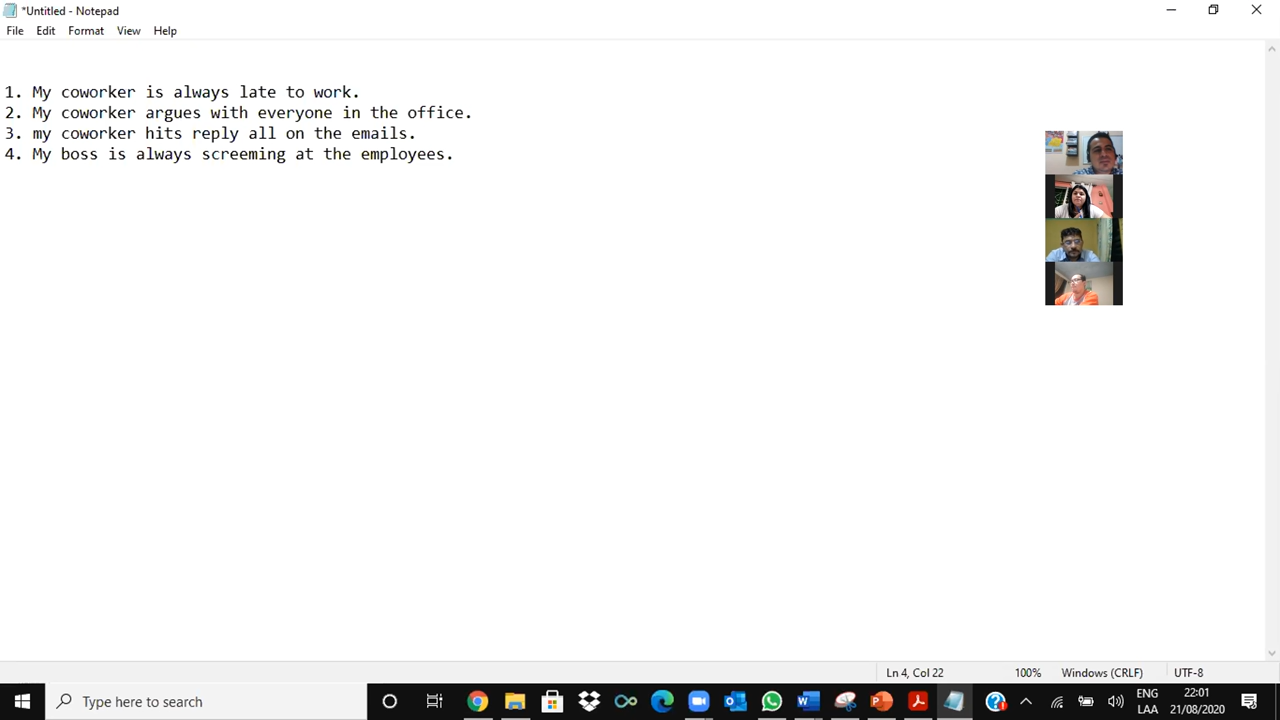 *Untitled - Notepad
File Edit Format View Help
1. My coworker is always late to work.
2. My coworker argues with everyone in the office.
3. my coworker hits reply all on the emails.
4. My boss is always screeming at the employees.
Ln 4, Col 22 100% Windows (CRLF) UTF-8
Type here to search
ENG
LAA
22:01
21/08/2020